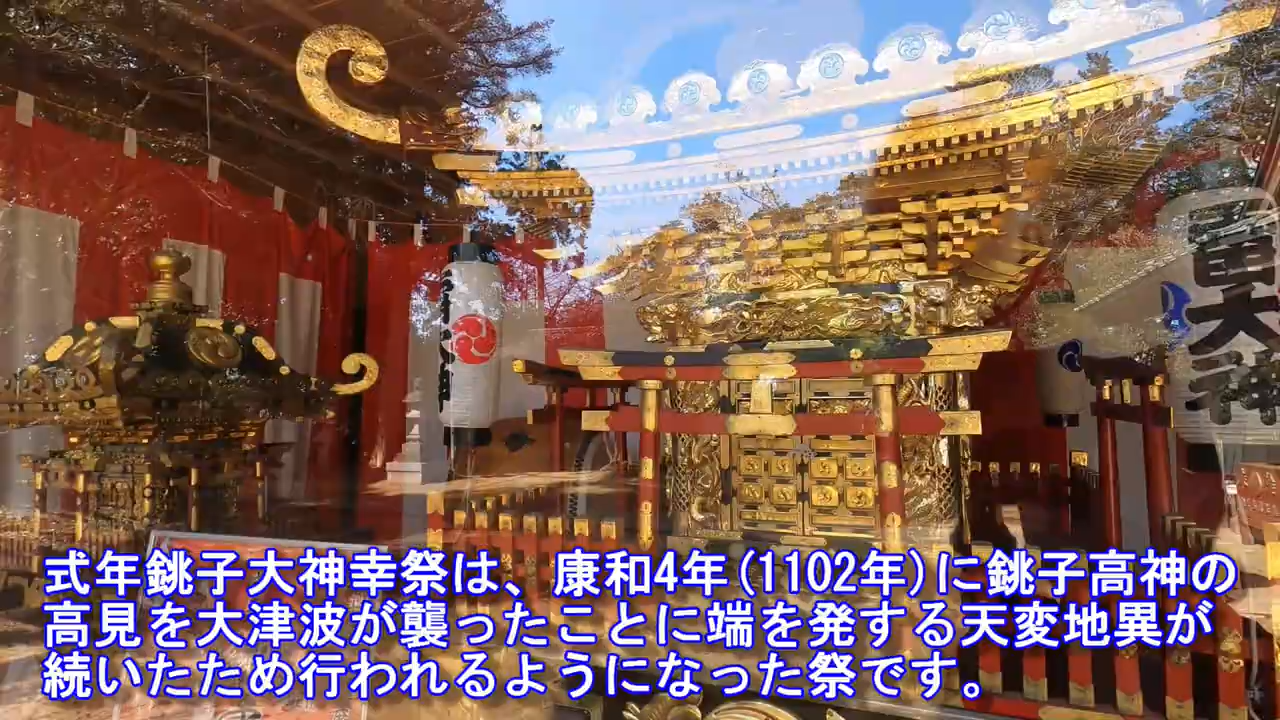 雷大神
式年銚子大神幸祭は、康和4年(1102年)に銚子高神の
高見を大津波が襲ったことに端を発する天変地異が
続いたため行われるようになった祭です。